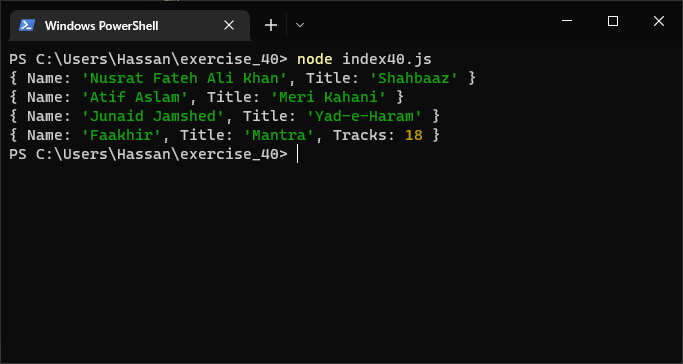 Windows PowerShell
PS C:\Users\Hassan\exercise_40> node index40.js
{ Name: 'Nusrat Fateh Ali Khan', Title: 'Shahbaaz' }
{ Name: 'Atif Aslam', Title: 'Meri Kahani' }
{ Name: 'Junaid Jamshed', Title: 'Yad-e-Haram' }
{ Name: 'Faakhir', Title: 'Mantra', Tracks: 18 }
PS C:\Users\Hassan\exercise_40>